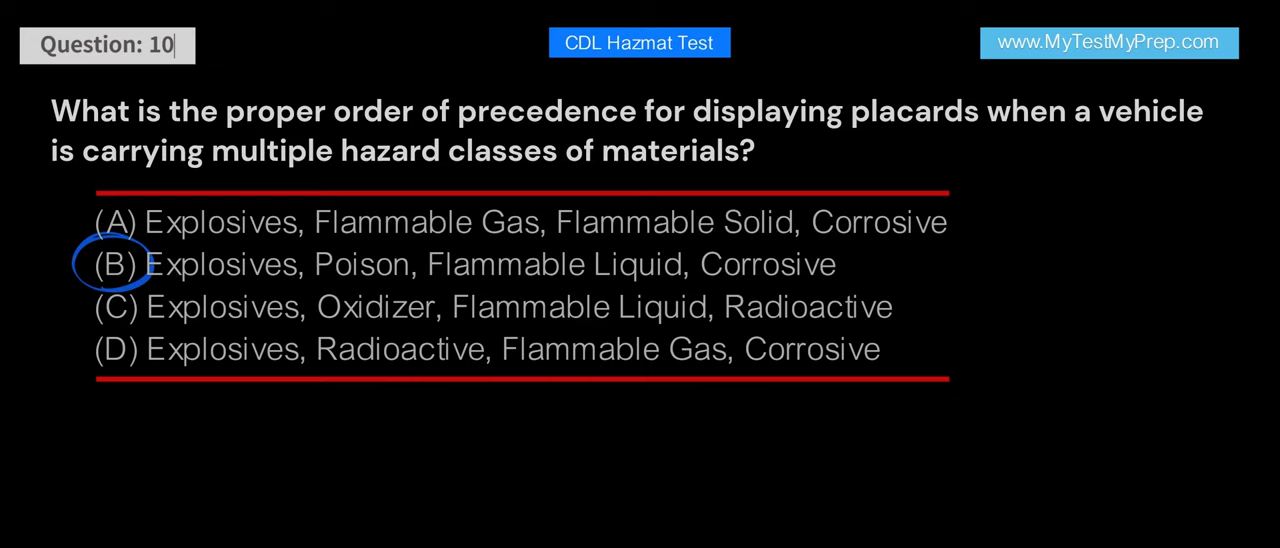 Question: 10
CDL Hazmat Test
www.MyTestMyPrep.com
What is the proper order of precedence for displaying placards when a vehicle
is carrying multiple hazard classes of materials?
(A) Explosives, Flammable Gas, Flammable Solid, Corrosive
(B) Explosives, Poison, Flammable Liquid, Corrosive
(C) Explosives, Oxidizer, Flammable Liquid, Radioactive
(D) Explosives, Radioactive, Flammable Gas, Corrosive